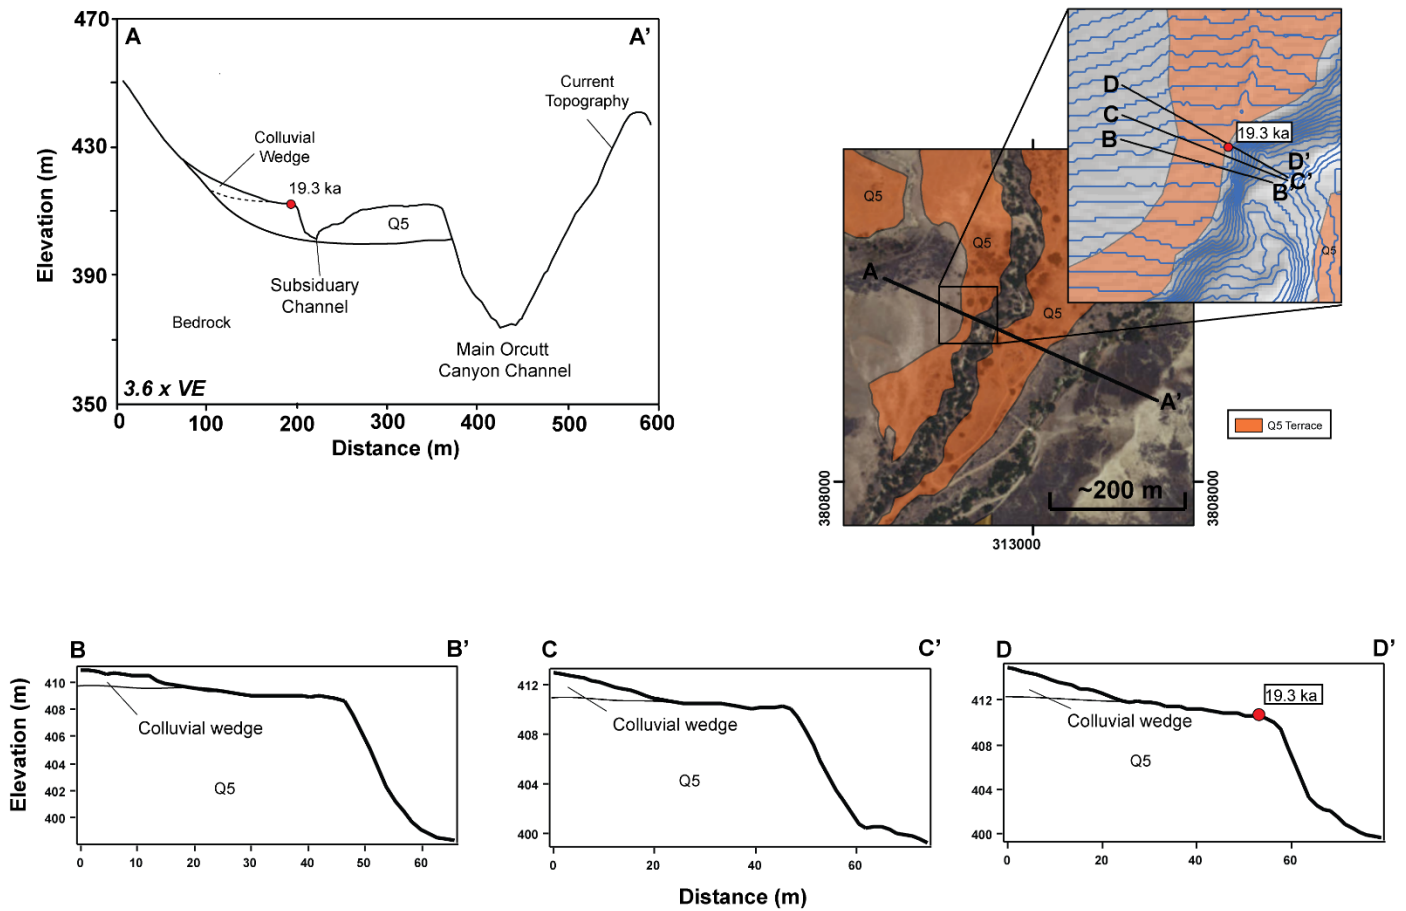 470
430
390
350
Elevation (m)
A
A’
Colluvial
Wedge
19.3 ka
Current
Topography
Q5
Subsiduary
Channel
Bedrock
Main Orcutt
Canyon Channel
3.6 x VE
0
100
200
300
400
500
600
Distance (m)
D
C
B
19.3 ka
D’
C’
B’
Q5
Q5
Q5
Q5
A
A’
~200 m
3808000
3808000
313000
Q5 Terrace
B
B’
Elevation (m)
410
408
406
404
402
400
Colluvial wedge
Q5
0
10
20
30
40
50
60
C
C’
412
408
404
400
Colluvial wedge
Q5
0
20
40
60
D
D’
412
408
404
400
19.3 ka
Colluvial wedge
Q5
0
20
40
60
Distance (m)